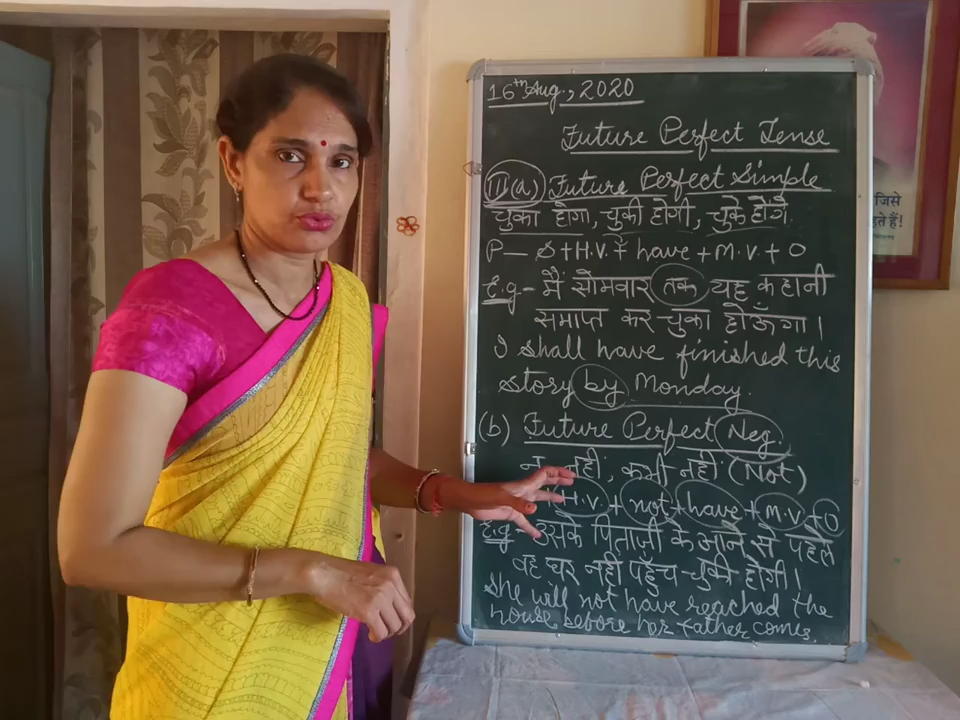 16th Aug., 2020
Future Perfect Tense
II(a) Future Perfect Simple
चुका होगा, चुकी होगी, चुके होंगे.
P — S+H.V.+ have+M.V+O
E.g - मैं सोमवार तक यह कहानी
समाप्त कर चुका होऊँगा।
I shall have finished this
story by Monday.
(b) Future Perfect Neg.
न नहीं, कभी नहीं (Not)
H.V. + not + have + M.V + O
E.g - उसके पिताजी के आने से पहले
वह घर नहीं पहुँच चुकी होगी।
She will not have reached the
house before her father comes.
जिसे
हते हैं!